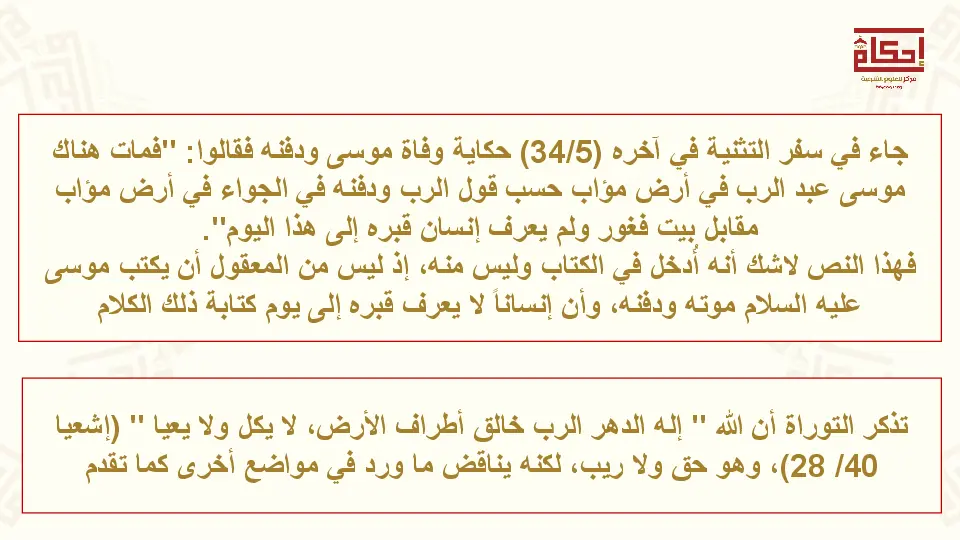 إحكام
مركز للعلوم الشرعية
جاء في سفر التثنية في آخره (34/5) حكاية وفاة موسى ودفنه فقالوا: "فمات هناك
موسى عبد الرب في أرض مؤاب حسب قول الرب ودفنه في الجواء في أرض مؤاب
مقابل بيت فغور ولم يعرف إنسان قبره إلى هذا اليوم".
فهذا النص لاشك أنه أُدخل في الكتاب وليس منه، إذ ليس من المعقول أن يكتب موسى
عليه السلام موته ودفنه، وأن إنساناً لا يعرف قبره إلى يوم كتابة ذلك الكلام
تذكر التوراة أن الله " إله الدهر الرب خالق أطراف الأرض، لا يكل ولا يعيا " (إشعيا
40/ 28)، وهو حق ولا ريب، لكنه يناقض ما ورد في مواضع أخرى كما تقدم